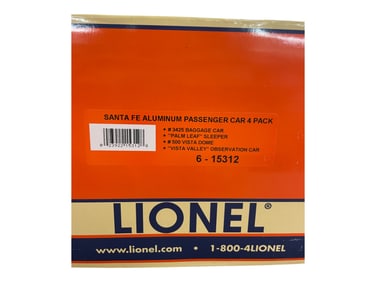 SANTA FE ALUMINUM PASSENGER CAR 4 PACK
• # 3425 BAGGAGE CAR
• "PALM LEAF" SLEEPER
• # 500 VISTA DOME
• "VISTA VALLEY" OBSERVATION CAR
6 - 15312
LIONEL®
www.lionel.com • 1-800-4LIONEL